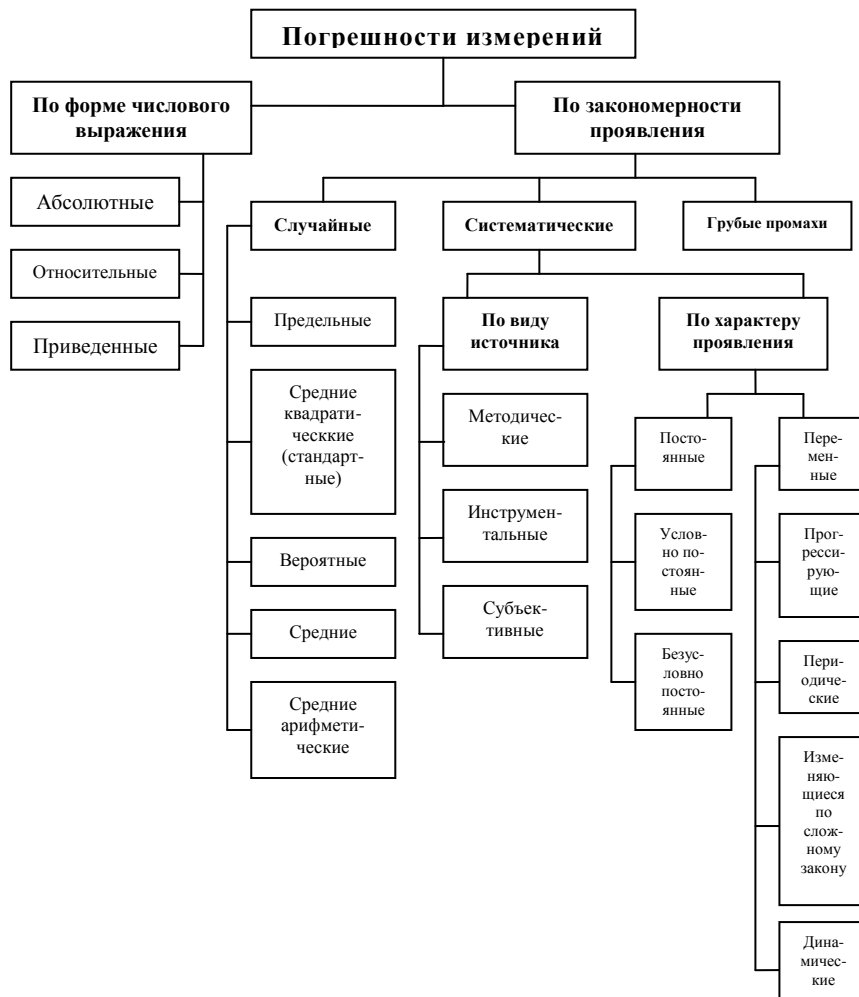 Погрешности измерений
По форме числового
выражения
По закономерности
проявления
Абсолютные
Относительные
Приведенные
Случайные
Систематические
Грубые промахи
Предельные
Средние
квадрати-
ческкие
(стандарт-
ные)
Вероятные
Средние
Средние
арифмети-
ческие
По виду
источника
Методичес-
кие
Инструмен-
тальные
Субъек-
тивные
По характеру
проявления
Посто-
янные
Услов-
но по-
стоян-
ные
Безус-
ловно
посто-
янные
Пере-
мен-
ные
Прог-
ресси-
рую-
щие
Пери-
одиче-
ские
Изме-
няю-
щиеся
по
слож-
ному
закону
Дина-
мичес-
кие